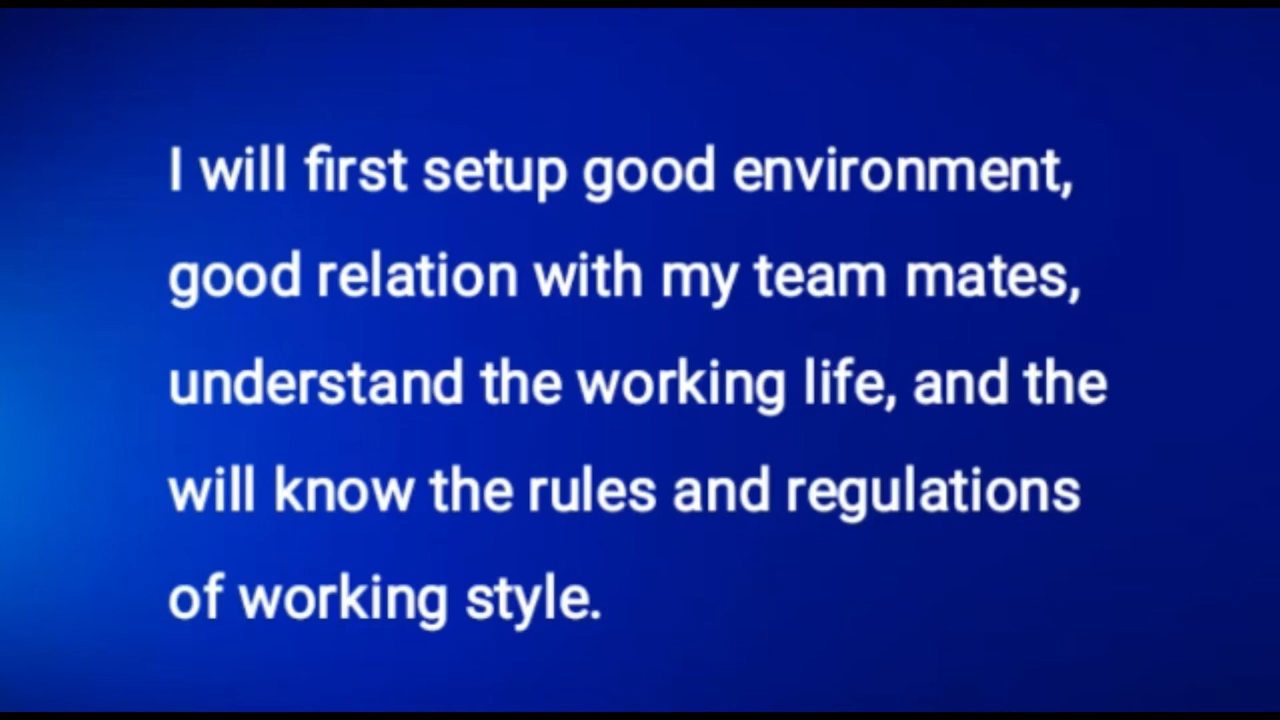 I will first setup good environment,
good relation with my team mates,
understand the working life, and the
will know the rules and regulations
of working style.